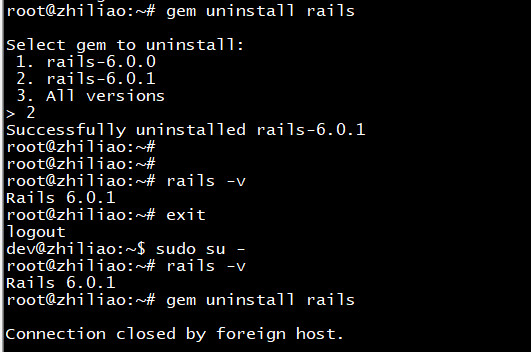 root@zhiliao:~# gem uninstall rails
Select gem to uninstall:
1. rails-6.0.0
2. rails-6.0.1
3. All versions
> 2
Successfully uninstalled rails-6.0.1
root@zhiliao:~#
root@zhiliao:~#
root@zhiliao:~# rails -v
Rails 6.0.1
root@zhiliao:~# exit
logout
dev@zhiliao:~$ sudo su -
root@zhiliao:~# rails -v
Rails 6.0.1
root@zhiliao:~# gem uninstall rails
Connection closed by foreign host.